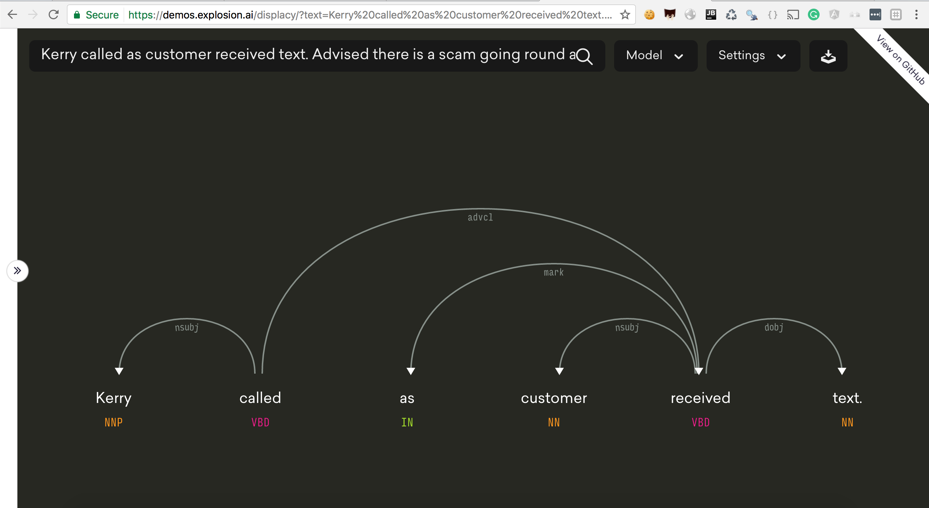 Secure https://demos.explosion.ai/displacy/?text=Kerry%20called%20as%20customer%20received%20text....
Kerry called as customer received text. Advised there is a scam going round a
Model
Settings
View on GitHub
advcl
mark
nsubj
nsubj
dobj
Kerry called as customer received text.
NNP VBD IN NN VBD NN